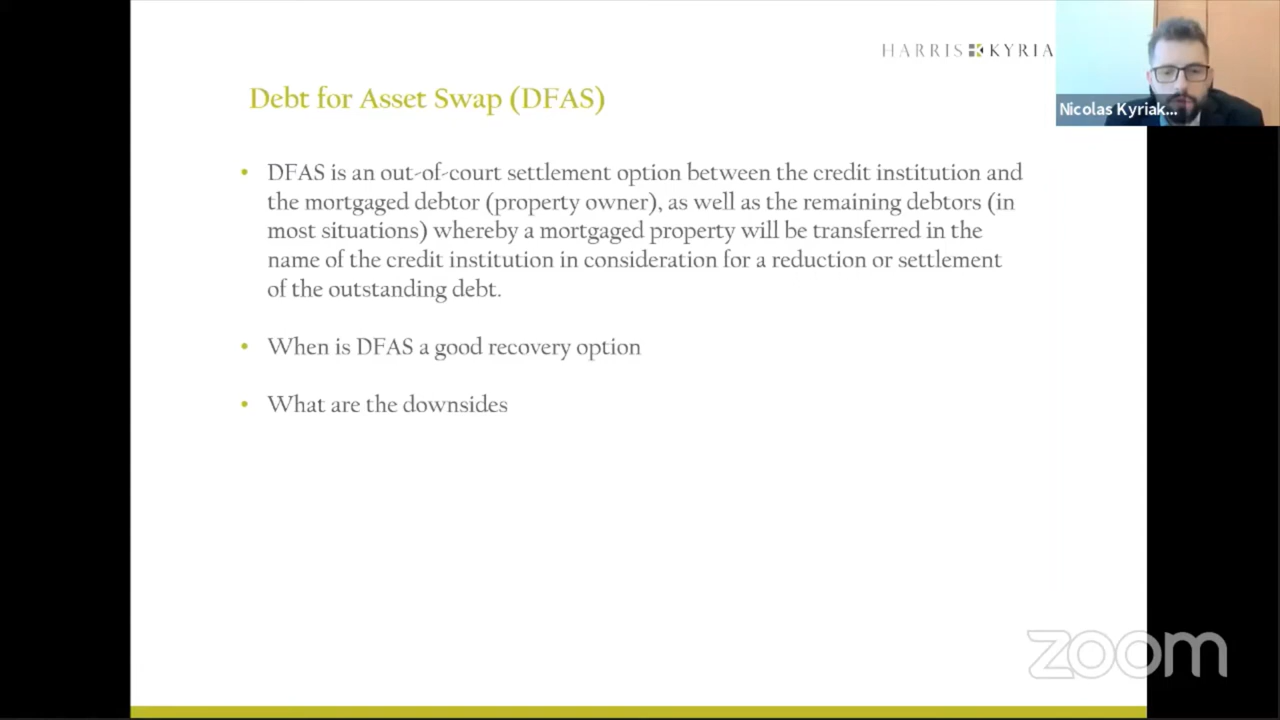 HARRIS KYRIA
Nicolas Kyriak...
Debt for Asset Swap (DFAS)
• DFAS is an out-of-court settlement option between the credit institution and
the mortgaged debtor (property owner), as well as the remaining debtors (in
most situations) whereby a mortgaged property will be transferred in the
name of the credit institution in consideration for a reduction or settlement
of the outstanding debt.
• When is DFAS a good recovery option
• What are the downsides
zoom